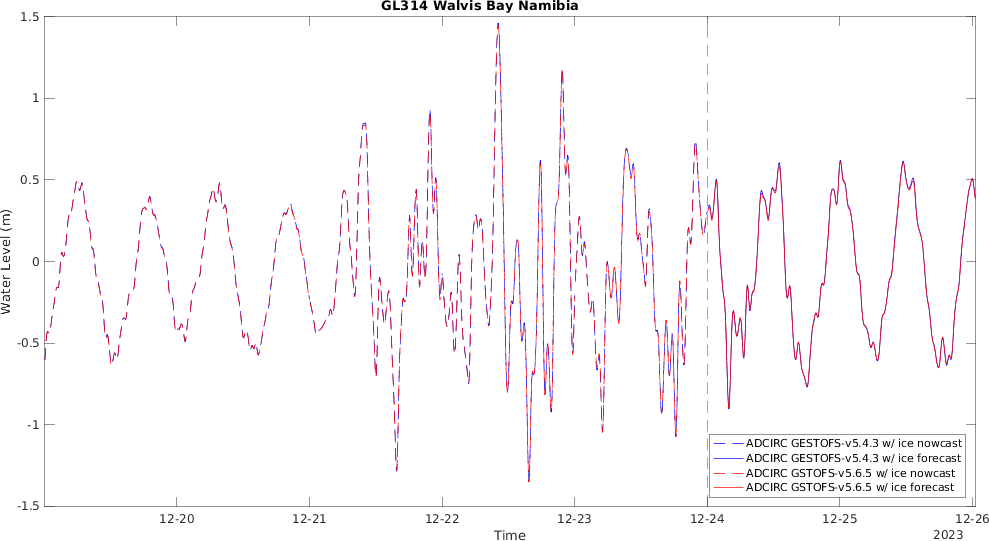 GL314 Walvis Bay Namibia
1.5
1
0.5
0
-0.5
-1
-1.5
Water Level (m)
12-20
12-21
12-22
12-23
12-24
12-25
12-26
Time
2023
ADCIRC GESTOFS-v5.4.3 w/ ice nowcast
ADCIRC GESTOFS-v5.4.3 w/ ice forecast
ADCIRC GSTOFS-v5.6.5 w/ ice nowcast
ADCIRC GSTOFS-v5.6.5 w/ ice forecast